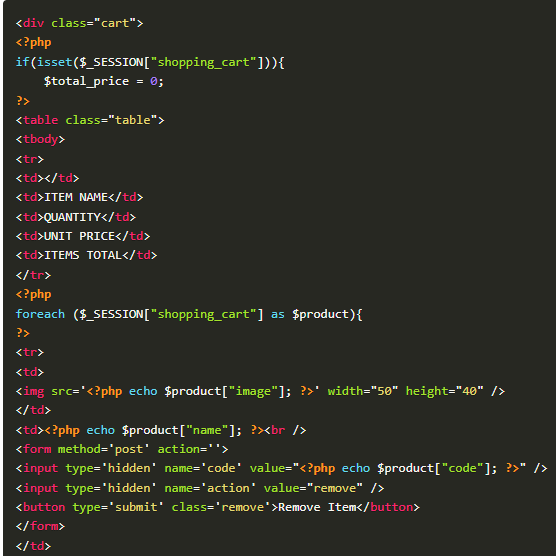 <div class="cart">
<?php
if(isset($_SESSION["shopping_cart"])){
    $total_price = 0;
?>
<table class="table">
<tbody>
<tr>
<td></td>
<td>ITEM NAME</td>
<td>QUANTITY</td>
<td>UNIT PRICE</td>
<td>ITEMS TOTAL</td>
</tr>
<?php
foreach ($_SESSION["shopping_cart"] as $product){
?>
<tr>
<td>
<img src='<?php echo $product["image"]; ?>' width="50" height="40" />
</td>
<td><?php echo $product["name"]; ?><br />
<form method='post' action=''>
<input type='hidden' name='code' value="<?php echo $product["code"]; ?>" />
<input type='hidden' name='action' value="remove" />
<button type='submit' class='remove'>Remove Item</button>
</form>
</td>